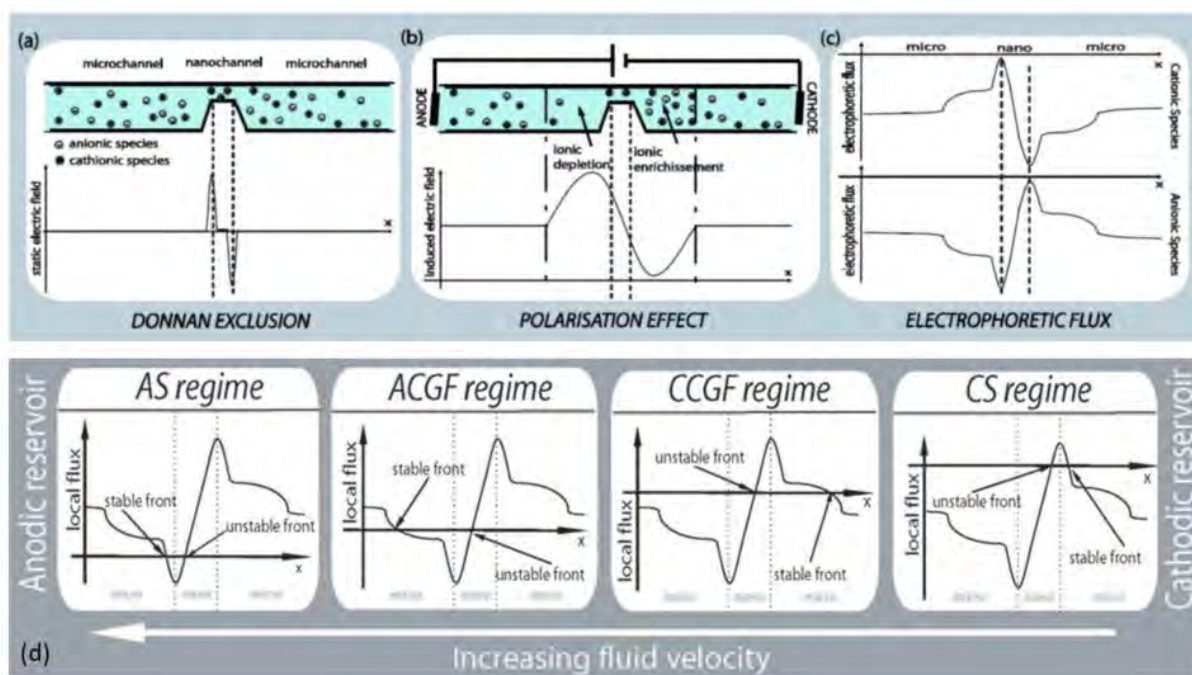 (a)
microchannel nanochannel microchannel
anionic species
cathionic species
static electric field
x
DONNAN EXCLUSION
(b)
ANODE
CATHODE
ionic
depletion
ionic
enrichissement
induced electric field
x
POLARISATION EFFECT
(c)
micro nano micro
x
electrophoretic flux
Cationic Species
x
electrophoretic flux
Anionic Species
ELECTROPHORETIC FLUX
Anodic reservoir
AS regime
local flux
stable front
unstable front
x
ACGF regime
local flux
stable front
x
unstable front
CCGF regime
local flux
unstable front
x
stable front
CS regime
local flux
x
unstable front
stable front
Cathodic reservoir
(d)
Increasing fluid velocity